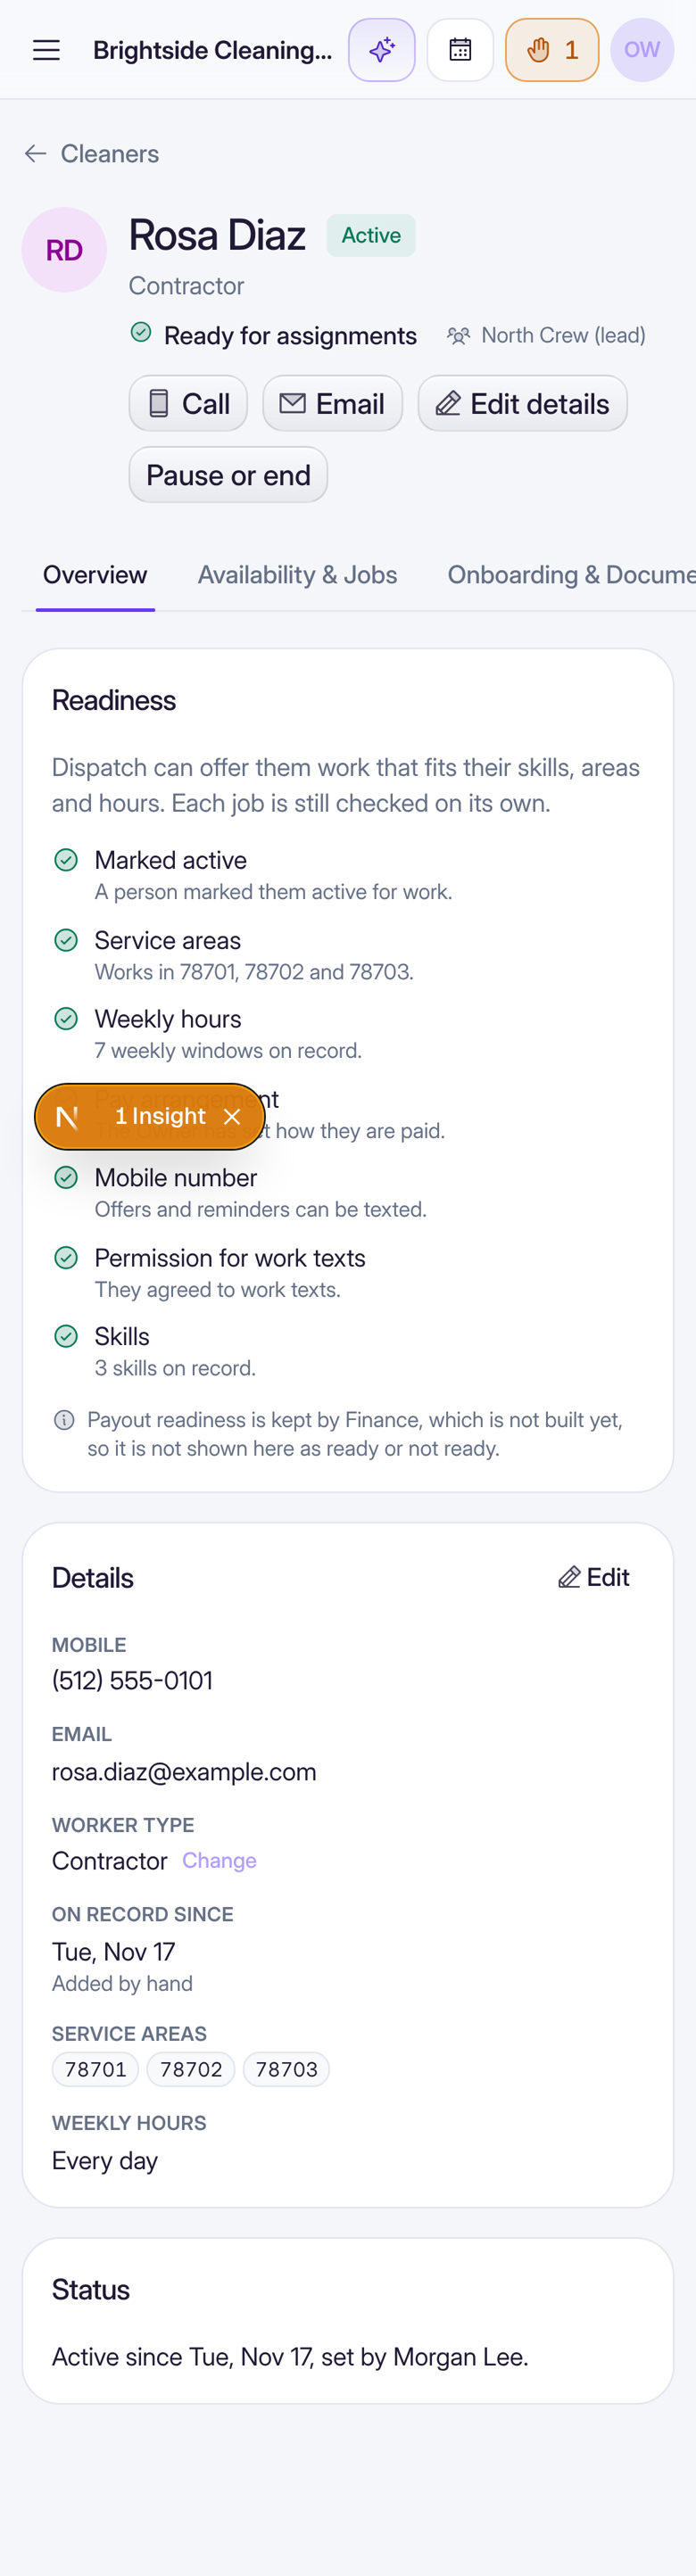 Brightside Cleaning...
1
OW
Cleaners
RD
Rosa Diaz
Active
Contractor
Ready for assignments
North Crew (lead)
Call
Email
Edit details
Pause or end
Overview
Availability & Jobs
Onboarding & Docume
Readiness
Dispatch can offer them work that fits their skills, areas
and hours. Each job is still checked on its own.
Marked active
A person marked them active for work.
Service areas
Works in 78701, 78702 and 78703.
Weekly hours
7 weekly windows on record.
Pay arrangement
N 1 Insight
The Owner has set how they are paid.
Mobile number
Offers and reminders can be texted.
Permission for work texts
They agreed to work texts.
Skills
3 skills on record.
Payout readiness is kept by Finance, which is not built yet,
so it is not shown here as ready or not ready.
Details
Edit
MOBILE
(512) 555-0101
EMAIL
rosa.diaz@example.com
WORKER TYPE
Contractor Change
ON RECORD SINCE
Tue, Nov 17
Added by hand
SERVICE AREAS
78701 78702 78703
WEEKLY HOURS
Every day
Status
Active since Tue, Nov 17, set by Morgan Lee.